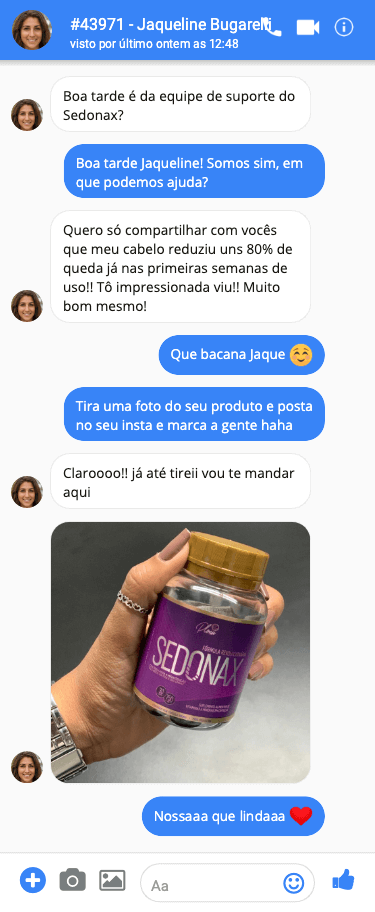 #43971 - Jaqueline Bugarelli
visto por último ontem as 12:48
Boa tarde é da equipe de suporte do
Sedonax?
Boa tarde Jaqueline! Somos sim, em
que podemos ajuda?
Quero só compartilhar com vocês
que meu cabelo reduziu uns 80% de
queda já nas primeiras semanas de
uso!! Tô impressionada viu!! Muito
bom mesmo!
Que bacana Jaque ☺️
Tira uma foto do seu produto e posta
no seu insta e marca a gente haha
Claroooo!! já até tireii vou te mandar
aqui
SEDONAX
Nossaaa que lindaaa ❤️
Aa